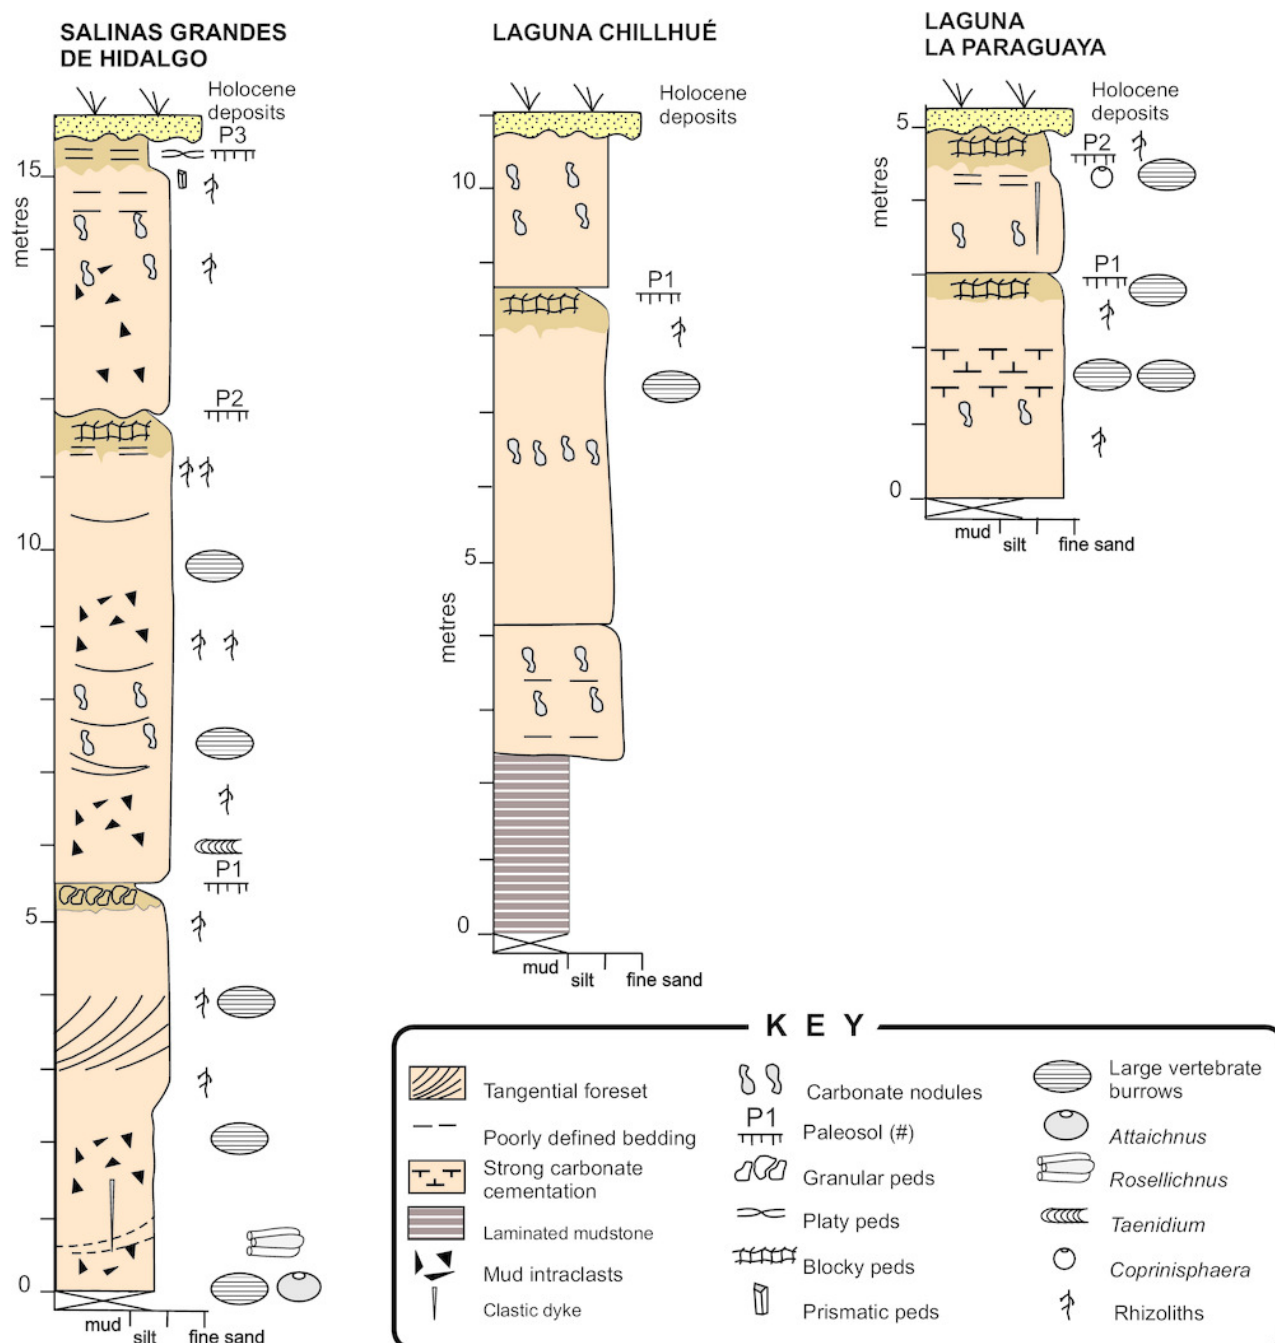 SALINAS GRANDES
DE HIDALGO
Holocene
deposits
P3
15
metres
P2
10
P1
5
0
mud
silt
fine sand
LAGUNA CHILLHUÉ
Holocene
deposits
10
P1
5
metres
0
mud
silt
fine sand
LAGUNA
LA PARAGUAYA
Holocene
deposits
5
P2
metres
P1
0
mud
silt
fine sand
KEY
Tangential foreset
Poorly defined bedding
Strong carbonate
cementation
Laminated mudstone
Mud intraclasts
Clastic dyke
Carbonate nodules
P1
Paleosol (#)
Granular peds
Platy peds
Blocky peds
Prismatic peds
Large vertebrate
burrows
Attaichnus
Rosellichnus
Taenidium
Coprinisphaera
Rhizoliths